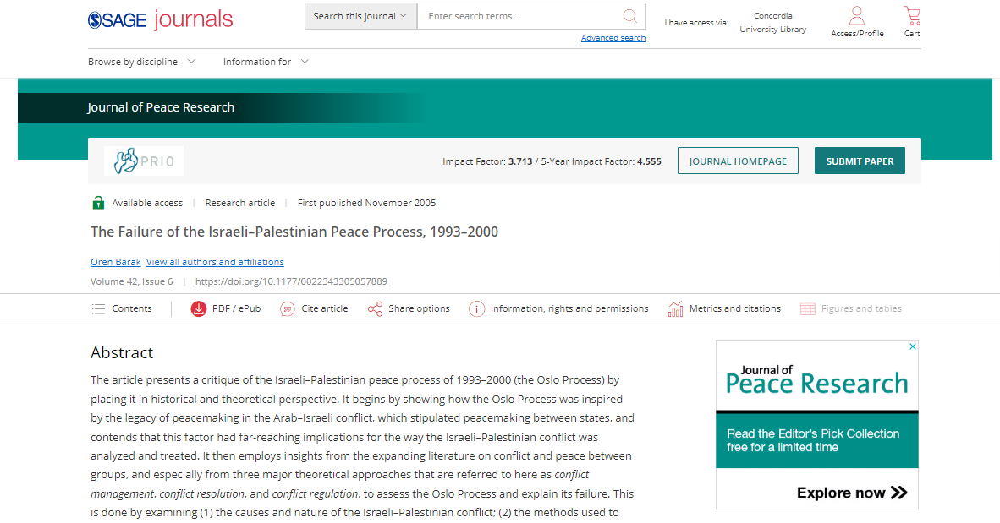 SAGE journals
Search this journal
Enter search terms...
Advanced search
I have access via:
Concordia
University Library
Access/Profile
Cart
Browse by discipline
Information for
Journal of Peace Research
PRIO
Impact Factor: 3.713 / 5-Year Impact Factor: 4.555
JOURNAL HOMEPAGE
SUBMIT PAPER
Available access | Research article | First published November 2005
The Failure of the Israeli–Palestinian Peace Process, 1993–2000
Oren Barak View all authors and affiliations
Volume 42, Issue 6 | https://doi.org/10.1177/0022343305057889
Contents
PDF / ePub
Cite article
Share options
Information, rights and permissions
Metrics and citations
Figures and tables
Abstract
The article presents a critique of the Israeli–Palestinian peace process of 1993–2000 (the Oslo Process) by
placing it in historical and theoretical perspective. It begins by showing how the Oslo Process was inspired
by the legacy of peacemaking in the Arab–Israeli conflict, which stipulated peacemaking between states, and
contends that this factor had far-reaching implications for the way the Israeli–Palestinian conflict was
analyzed and treated. It then employs insights from the expanding literature on conflict and peace between
groups, and especially from three major theoretical approaches that are referred to here as conflict
management, conflict resolution, and conflict regulation, to assess the Oslo Process and explain its failure. This
is done by examining (1) the causes and nature of the Israeli–Palestinian conflict; (2) the methods used to
Journal of
Peace Research
Read the Editor's Pick Collection
free for a limited time
Explore now